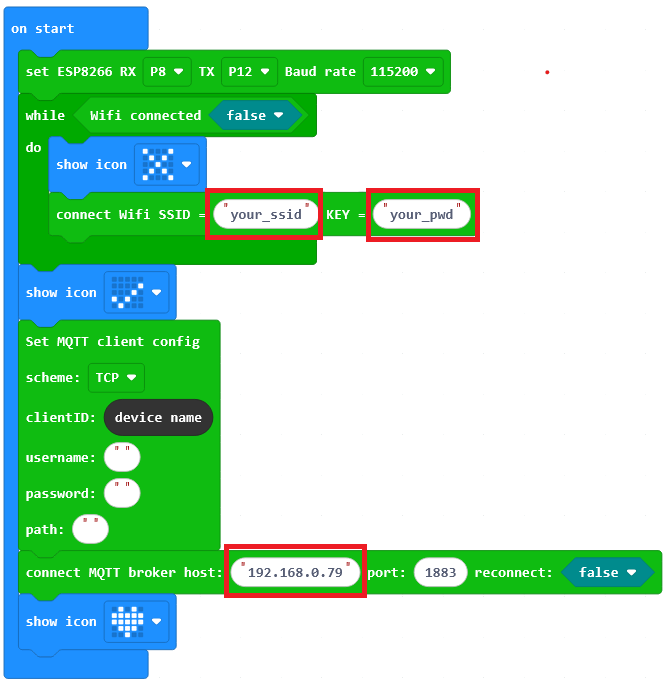 on start
set ESP8266 RX P8 TX P12 Baud rate 115200
while Wifi connected false
do
show icon
connect Wifi SSID = "your_ssid" KEY = "your_pwd"
show icon
Set MQTT client config
scheme: TCP
clientID: device name
username: " "
password: " "
path: " "
connect MQTT broker host: "192.168.0.79" port: 1883 reconnect: false
show icon